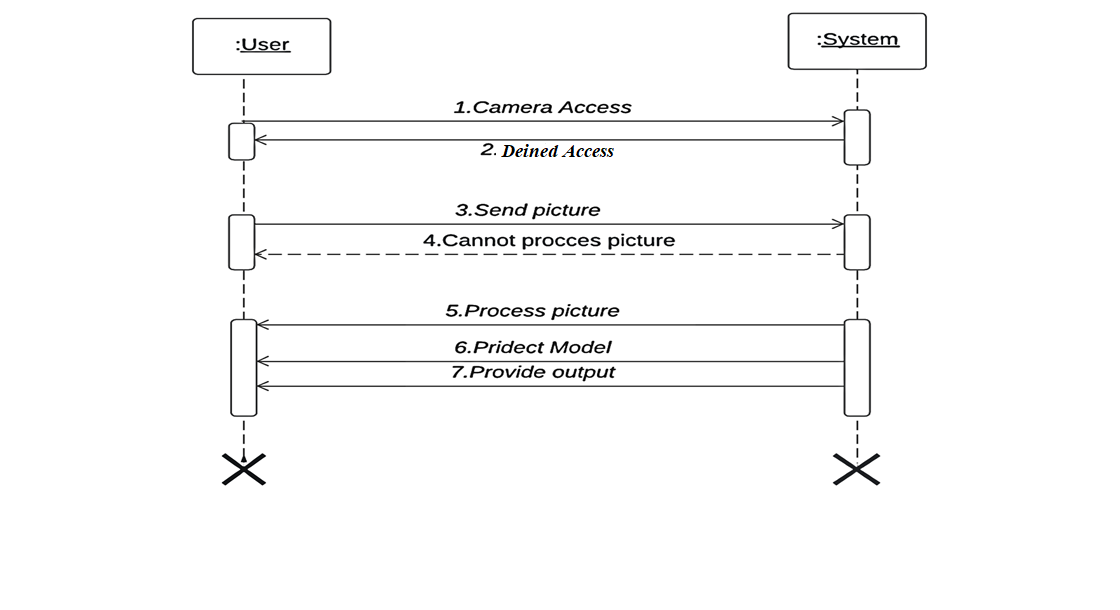 :User
:System
1.Camera Access
2. Deined Access
3.Send picture
4.Cannot procces picture
5.Process picture
6.Pridect Model
7.Provide output